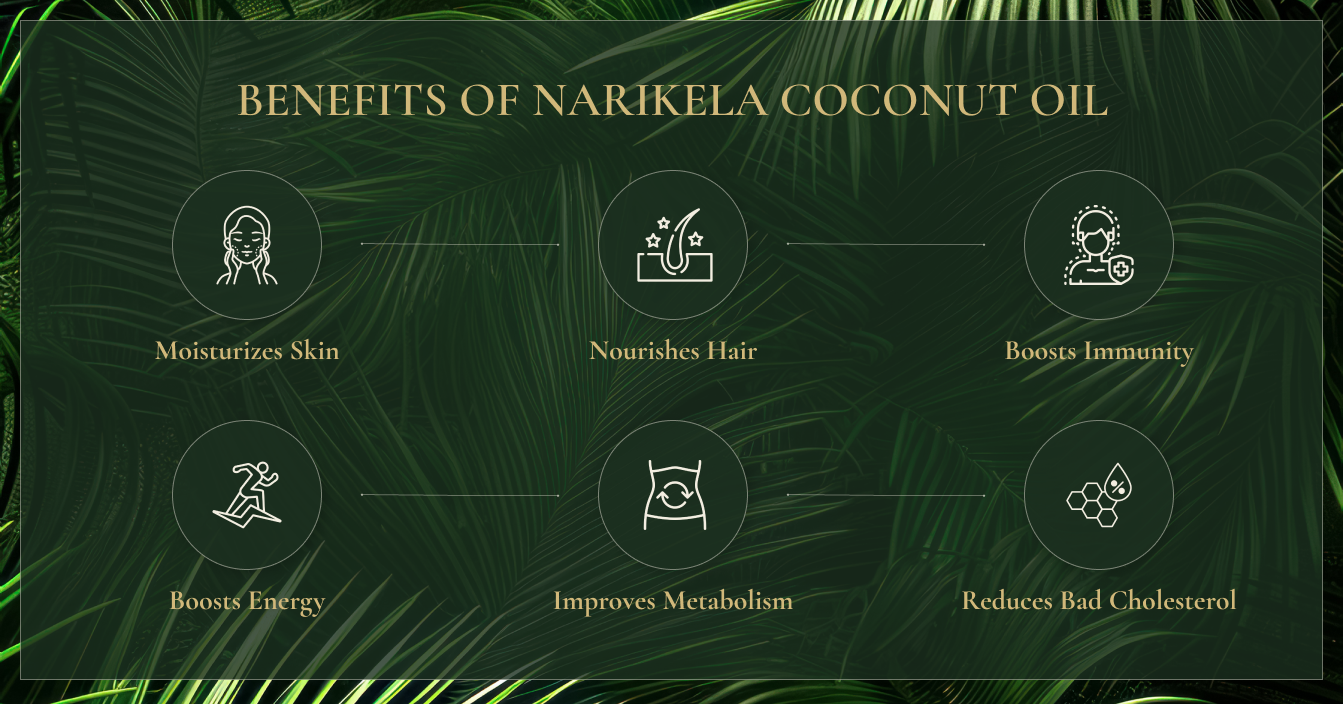 BENEFITS OF NARIKELA COCONUT OIL
Moisturizes Skin
Nourishes Hair
Boosts Immunity
Boosts Energy
Improves Metabolism
Reduces Bad Cholesterol